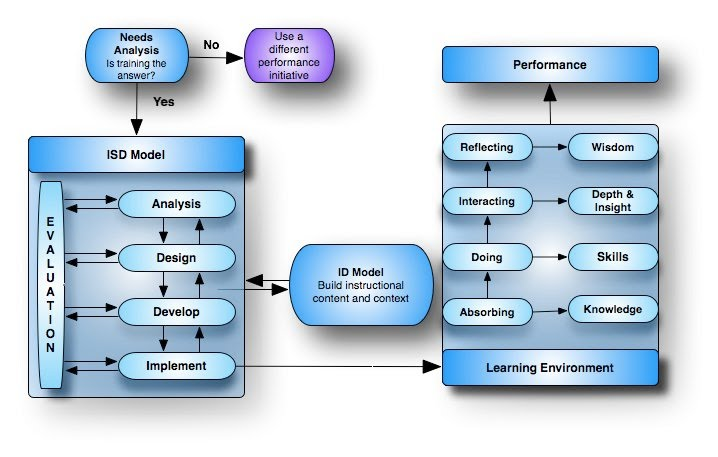 Needs
Analysis
Is training the
answer?
No
Use a
different
performance
initiative
Yes
ISD Model
EVALUATION
Analysis
Design
Develop
Implement
ID Model
Build instructional
content and context
Performance
Reflecting
Wisdom
Interacting
Depth &
Insight
Doing
Skills
Absorbing
Knowledge
Learning Environment